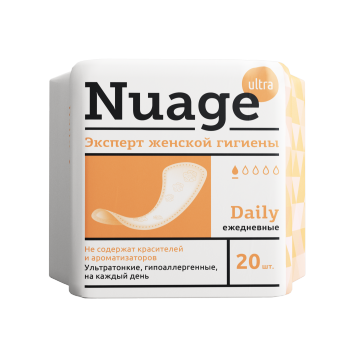 Nuage
ultra
Эксперт женской гигиены
Daily
ежедневные
Не содержат красителей
и ароматизаторов
Ультратонкие, гипоаллергенные,
на каждый день
20 шт.